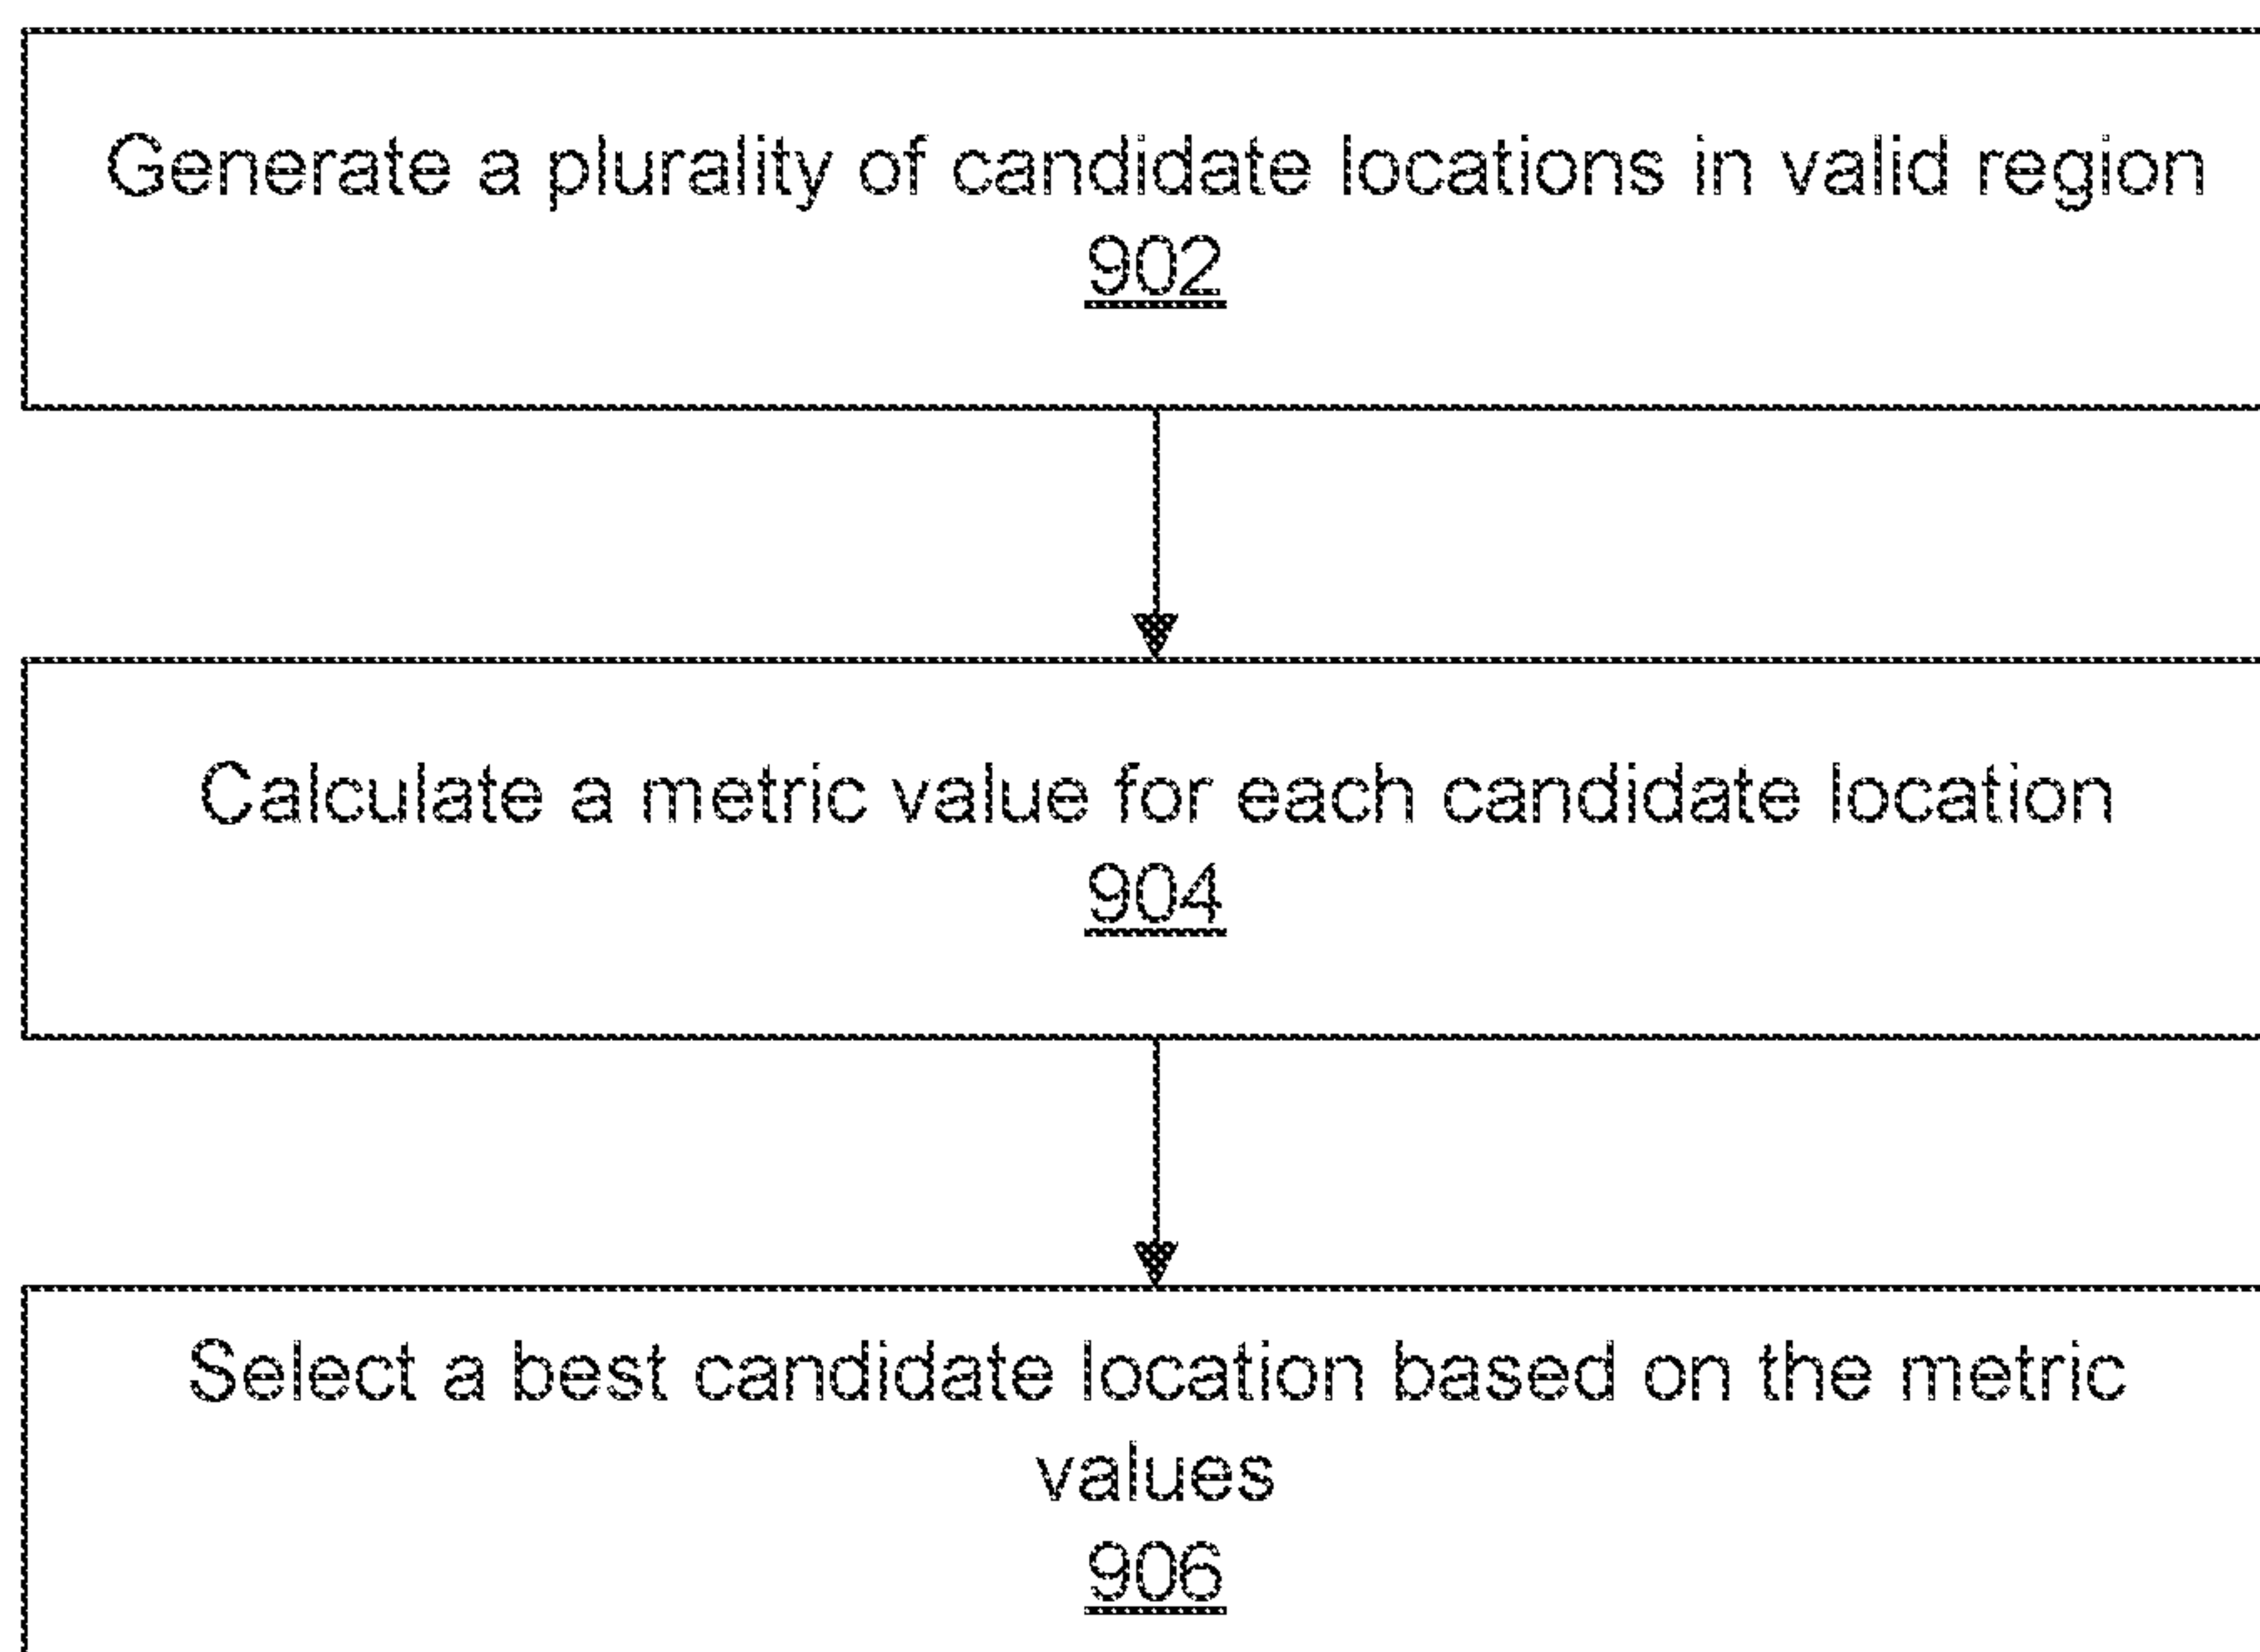 Generate a plurality of candidate locations in valid region
902
Calculate a metric value for each candidate location
904
Select a best candidate location based on the metric
values
906